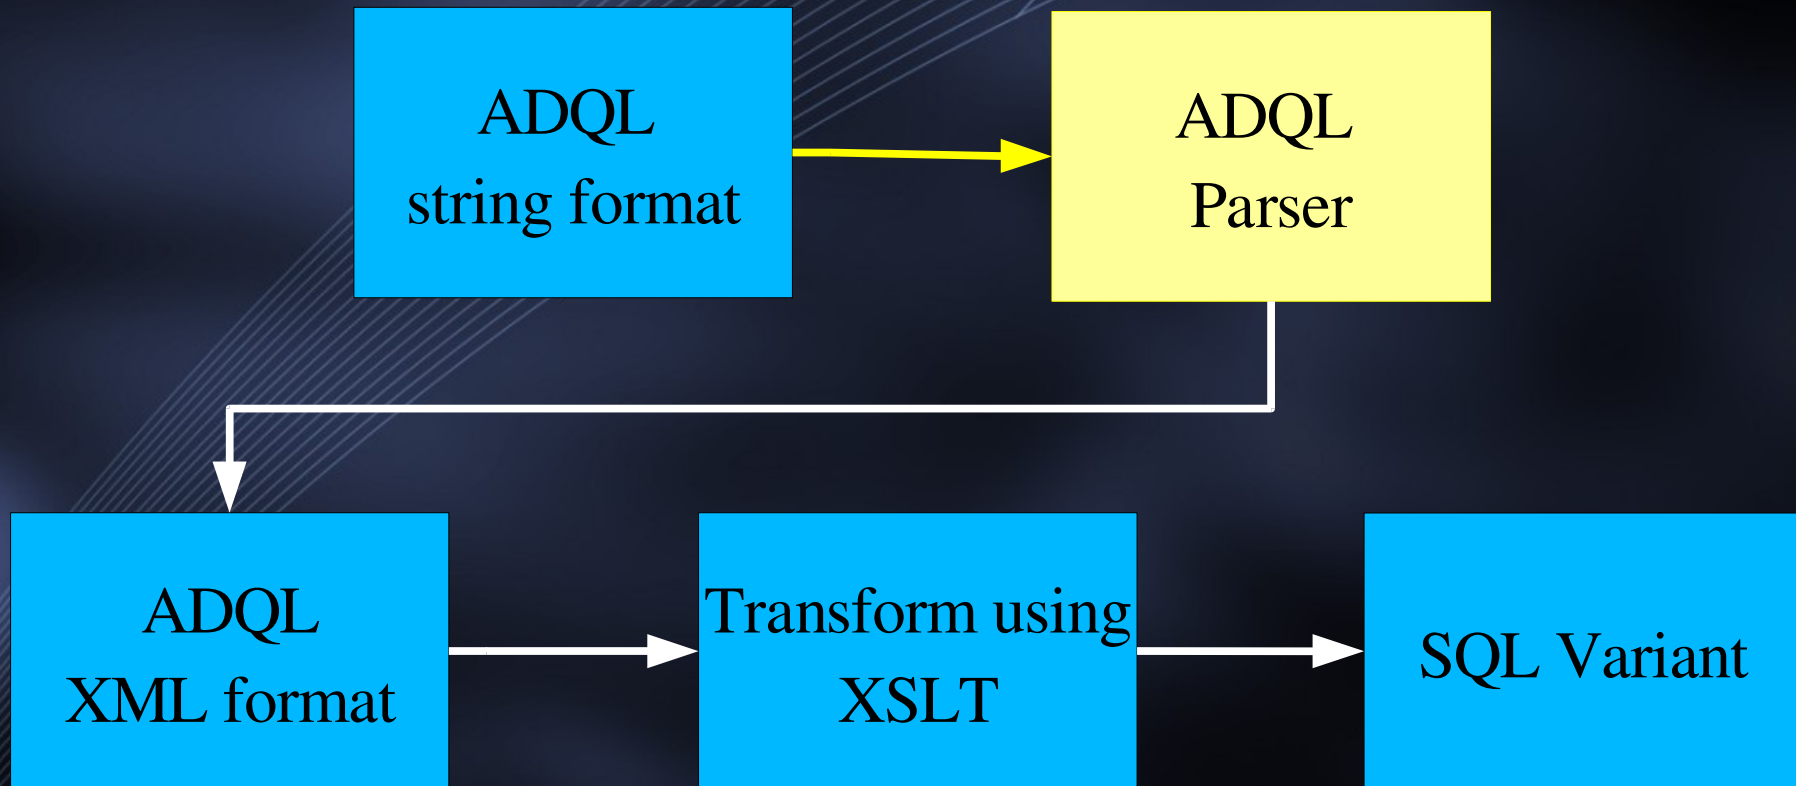 ADQL
string format
ADQL
Parser
ADQL
XML format
Transform using
XSLT
SQL Variant